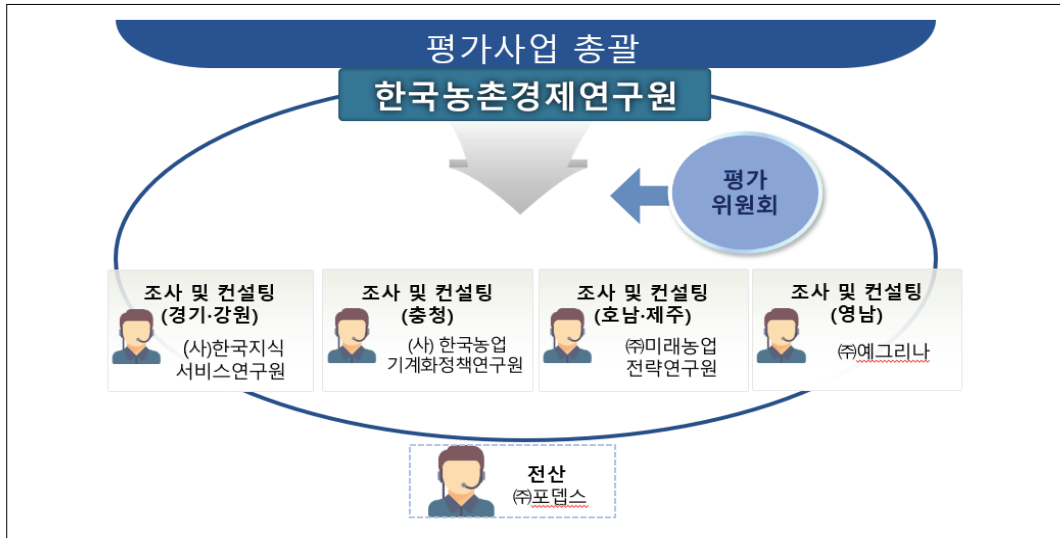 평가사업 총괄
한국농촌경제연구원
평가
위원회
조사 및 컨설팅
(경기·강원)
(사)한국지식
서비스연구원
조사 및 컨설팅
(충청)
(사) 한국농업
기계화정책연구원
조사 및 컨설팅
(호남·제주)
㈜미래농업
전략연구원
조사 및 컨설팅
(영남)
㈜예그리나
전산
㈜포뎁스